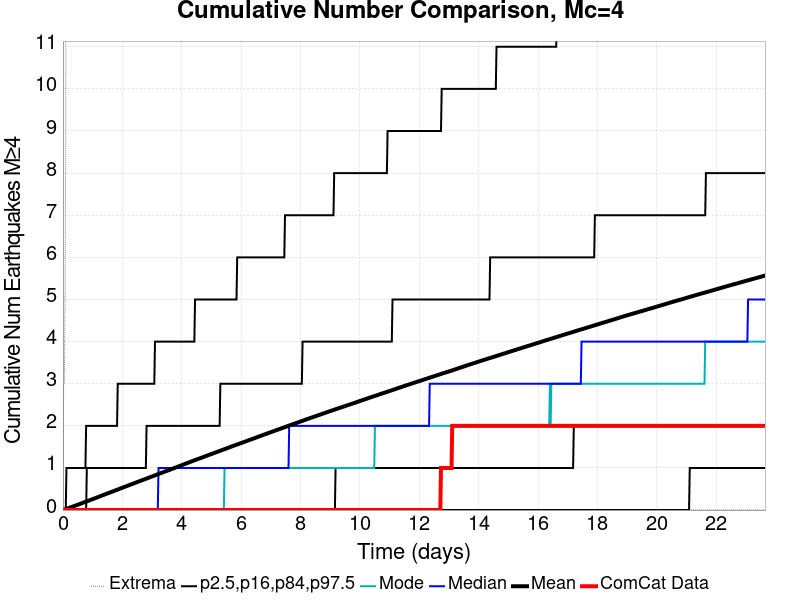 Cumulative Number Comparison, Mc=4
Cumulative Num Earthquakes M≥4
11
10
9
8
7
6
5
4
3
2
1
0
0 2 4 6 8 10 12 14 16 18 20 22
Time (days)
Extrema p2.5,p16,p84,p97.5 Mode Median Mean ComCat Data